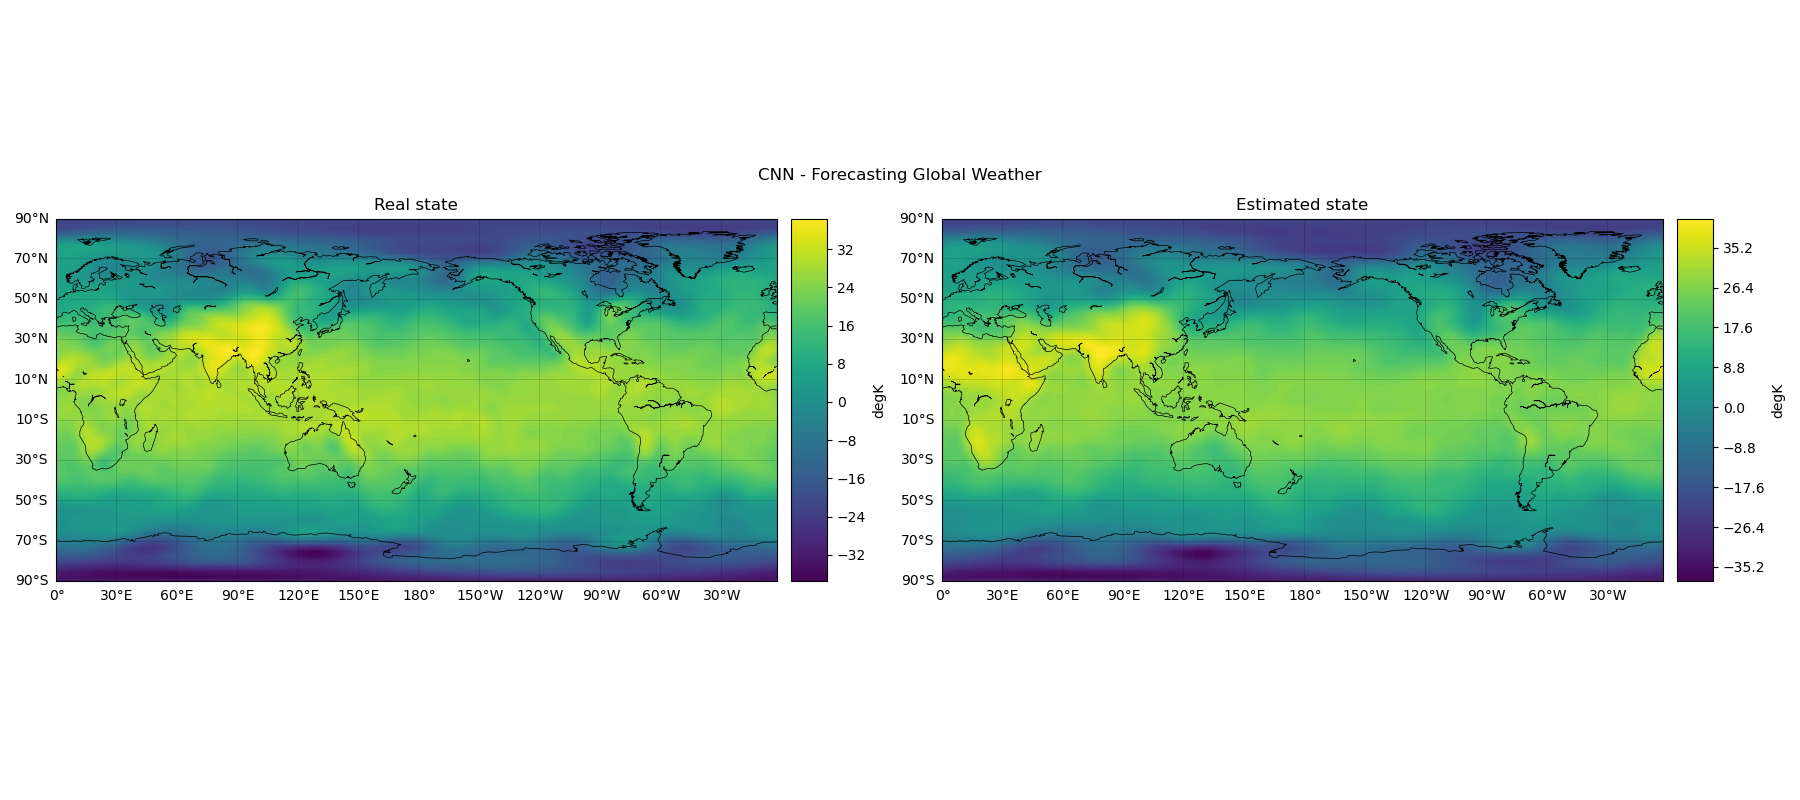 CNN - Forecasting Global Weather
Real state
90°N
70°N
50°N
30°N
10°N
10°S
30°S
50°S
70°S
90°S
0° 30°E 60°E 90°E 120°E 150°E 180° 150°W 120°W 90°W 60°W 30°W
32
24
16
8
0
−8
−16
−24
−32
degK
Estimated state
90°N
70°N
50°N
30°N
10°N
10°S
30°S
50°S
70°S
90°S
0° 30°E 60°E 90°E 120°E 150°E 180° 150°W 120°W 90°W 60°W 30°W
35.2
26.4
17.6
8.8
0.0
−8.8
−17.6
−26.4
−35.2
degK